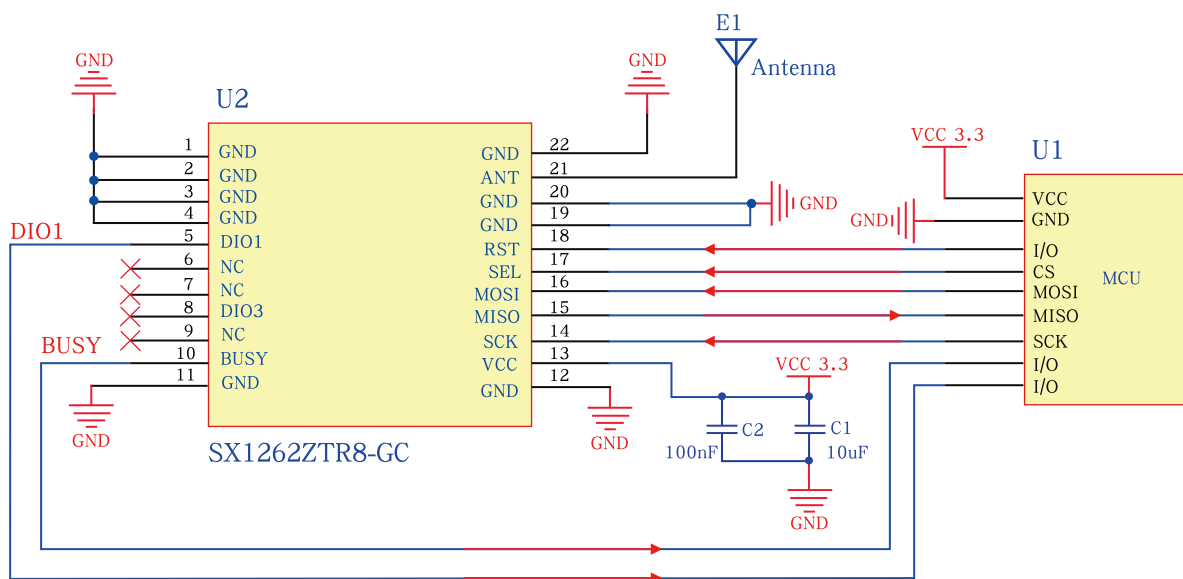 E1
Antenna
GND
GND
U2
VCC 3.3
U1
1 GND
2 GND
3 GND
4 GND
DIO1
5 DIO1
6 NC
7 NC
8 DIO3
9 NC
BUSY
10 BUSY
11 GND
GND
GND 22
ANT 21
GND 20
GND 19
GND
RST 18
SEL 17
MOSI 16
MISO 15
SCK 14
VCC 13
GND 12
GND
SX1262ZTR8-GC
VCC 3.3
C2
100nF
C1
10uF
GND
VCC
GND
GND
I/O
CS
MOSI
MCU
MISO
SCK
I/O
I/O